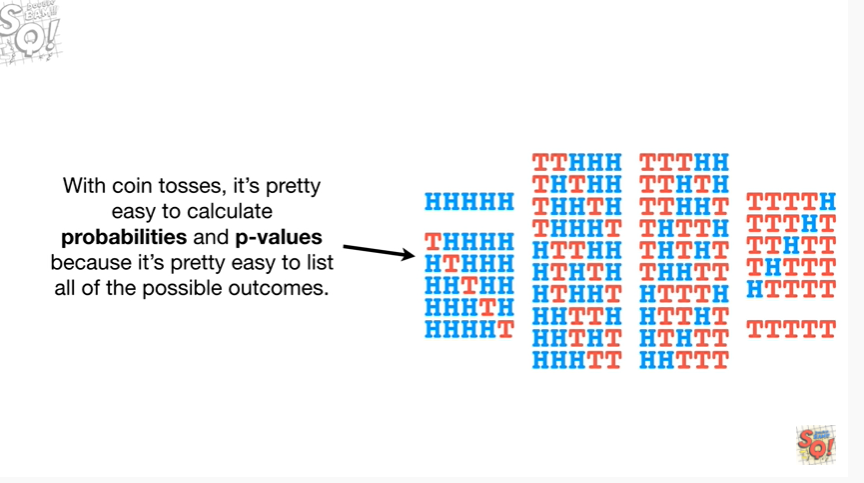 With coin tosses, it's pretty
easy to calculate
probabilities and p-values
because it's pretty easy to list
all of the possible outcomes.
HHHHH
THHHH
HTHHH
HHTHH
HHHTH
HHHHT
TTHHH
THTHH
THHTH
THHHT
HTTHH
HTHTH
HTHHT
HHTTH
HHTHT
HHHTT
TTTHH
TTHTH
TTHHT
THTTH
THTHT
THHTT
HTTTH
HTTHT
HTHTT
HHTTT
TTTTH
TTTHT
TTHTT
THTTT
HTTTT
TTTTT
SQ!